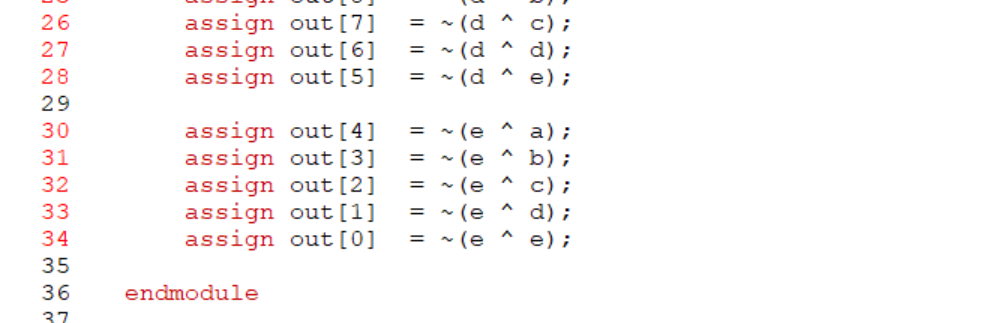 26 assign out[7] = ~(d ^ c);
27 assign out[6] = ~(d ^ d);
28 assign out[5] = ~(d ^ e);
29
30 assign out[4] = ~(e ^ a);
31 assign out[3] = ~(e ^ b);
32 assign out[2] = ~(e ^ c);
33 assign out[1] = ~(e ^ d);
34 assign out[0] = ~(e ^ e);
35
36 endmodule
37